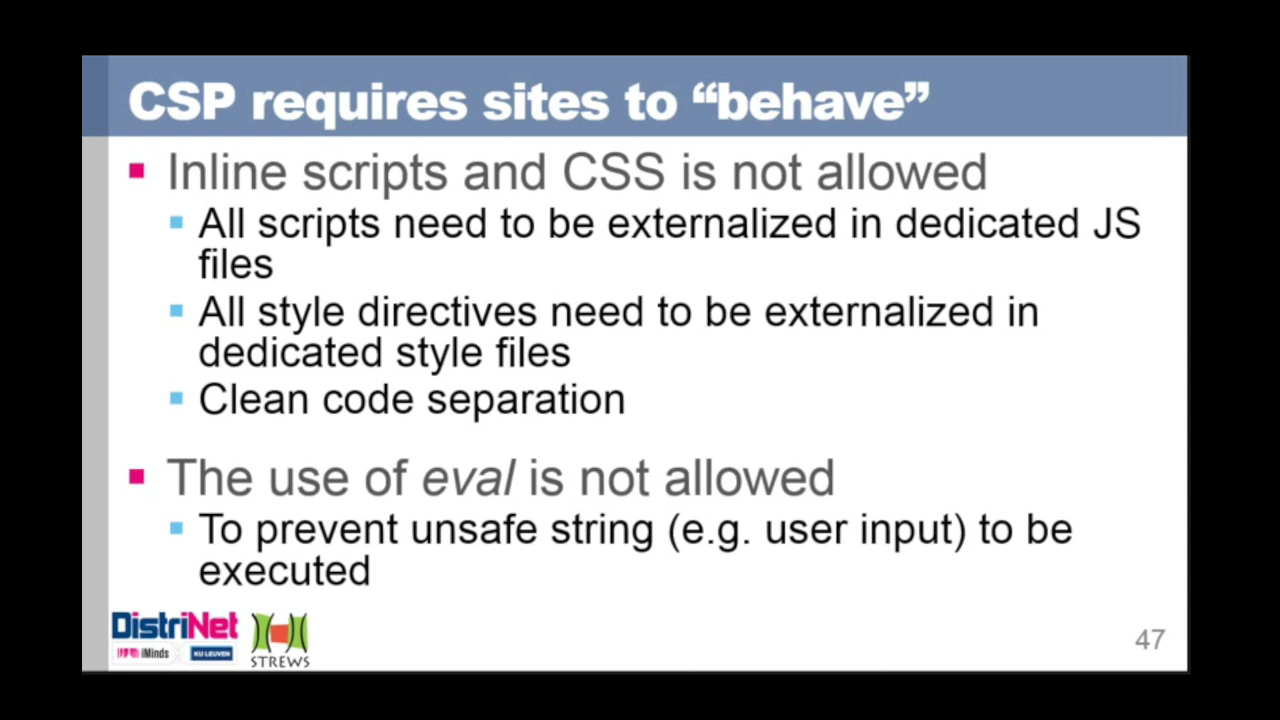 CSP requires sites to “behave”
Inline scripts and CSS is not allowed
All scripts need to be externalized in dedicated JS
files
All style directives need to be externalized in
dedicated style files
Clean code separation
The use of eval is not allowed
To prevent unsafe string (e.g. user input) to be
executed
DistriNet
iMinds
KU LEUVEN
STREWS
47